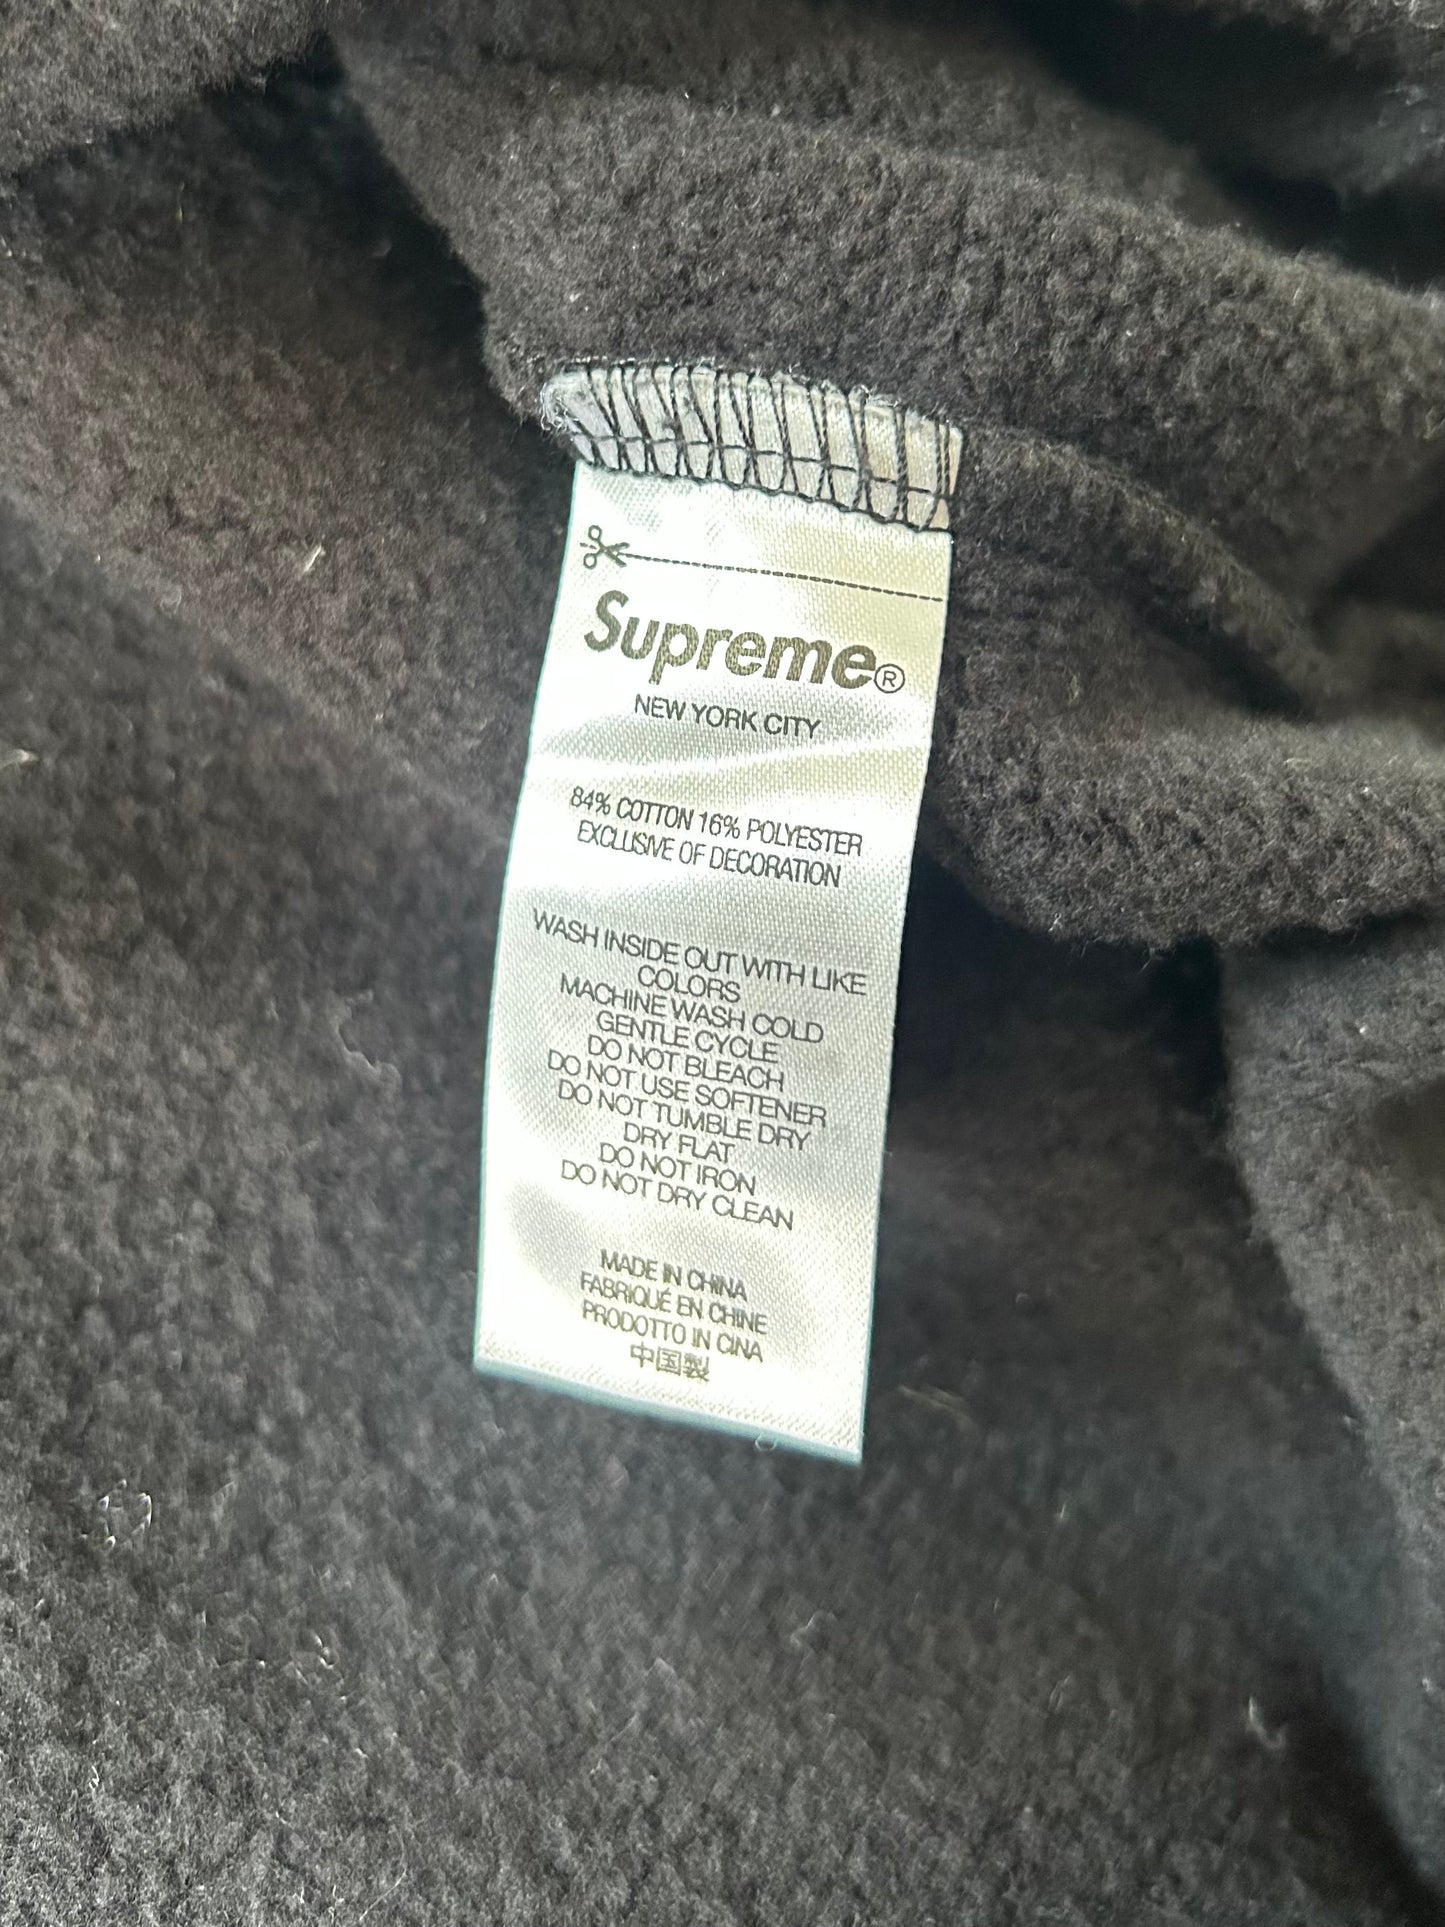 Supreme®
NEW YORK CITY
84% COTTON 16% POLYESTER
EXCLUSIVE OF DECORATION
WASH INSIDE OUT WITH LIKE
COLORS
MACHINE WASH COLD
GENTLE CYCLE
DO NOT BLEACH
DO NOT USE SOFTENER
DO NOT TUMBLE DRY
DRY FLAT
DO NOT IRON
DO NOT DRY CLEAN
MADE IN CHINA
FABRIQUÉ EN CHINE
PRODOTTO IN CINA
中国製